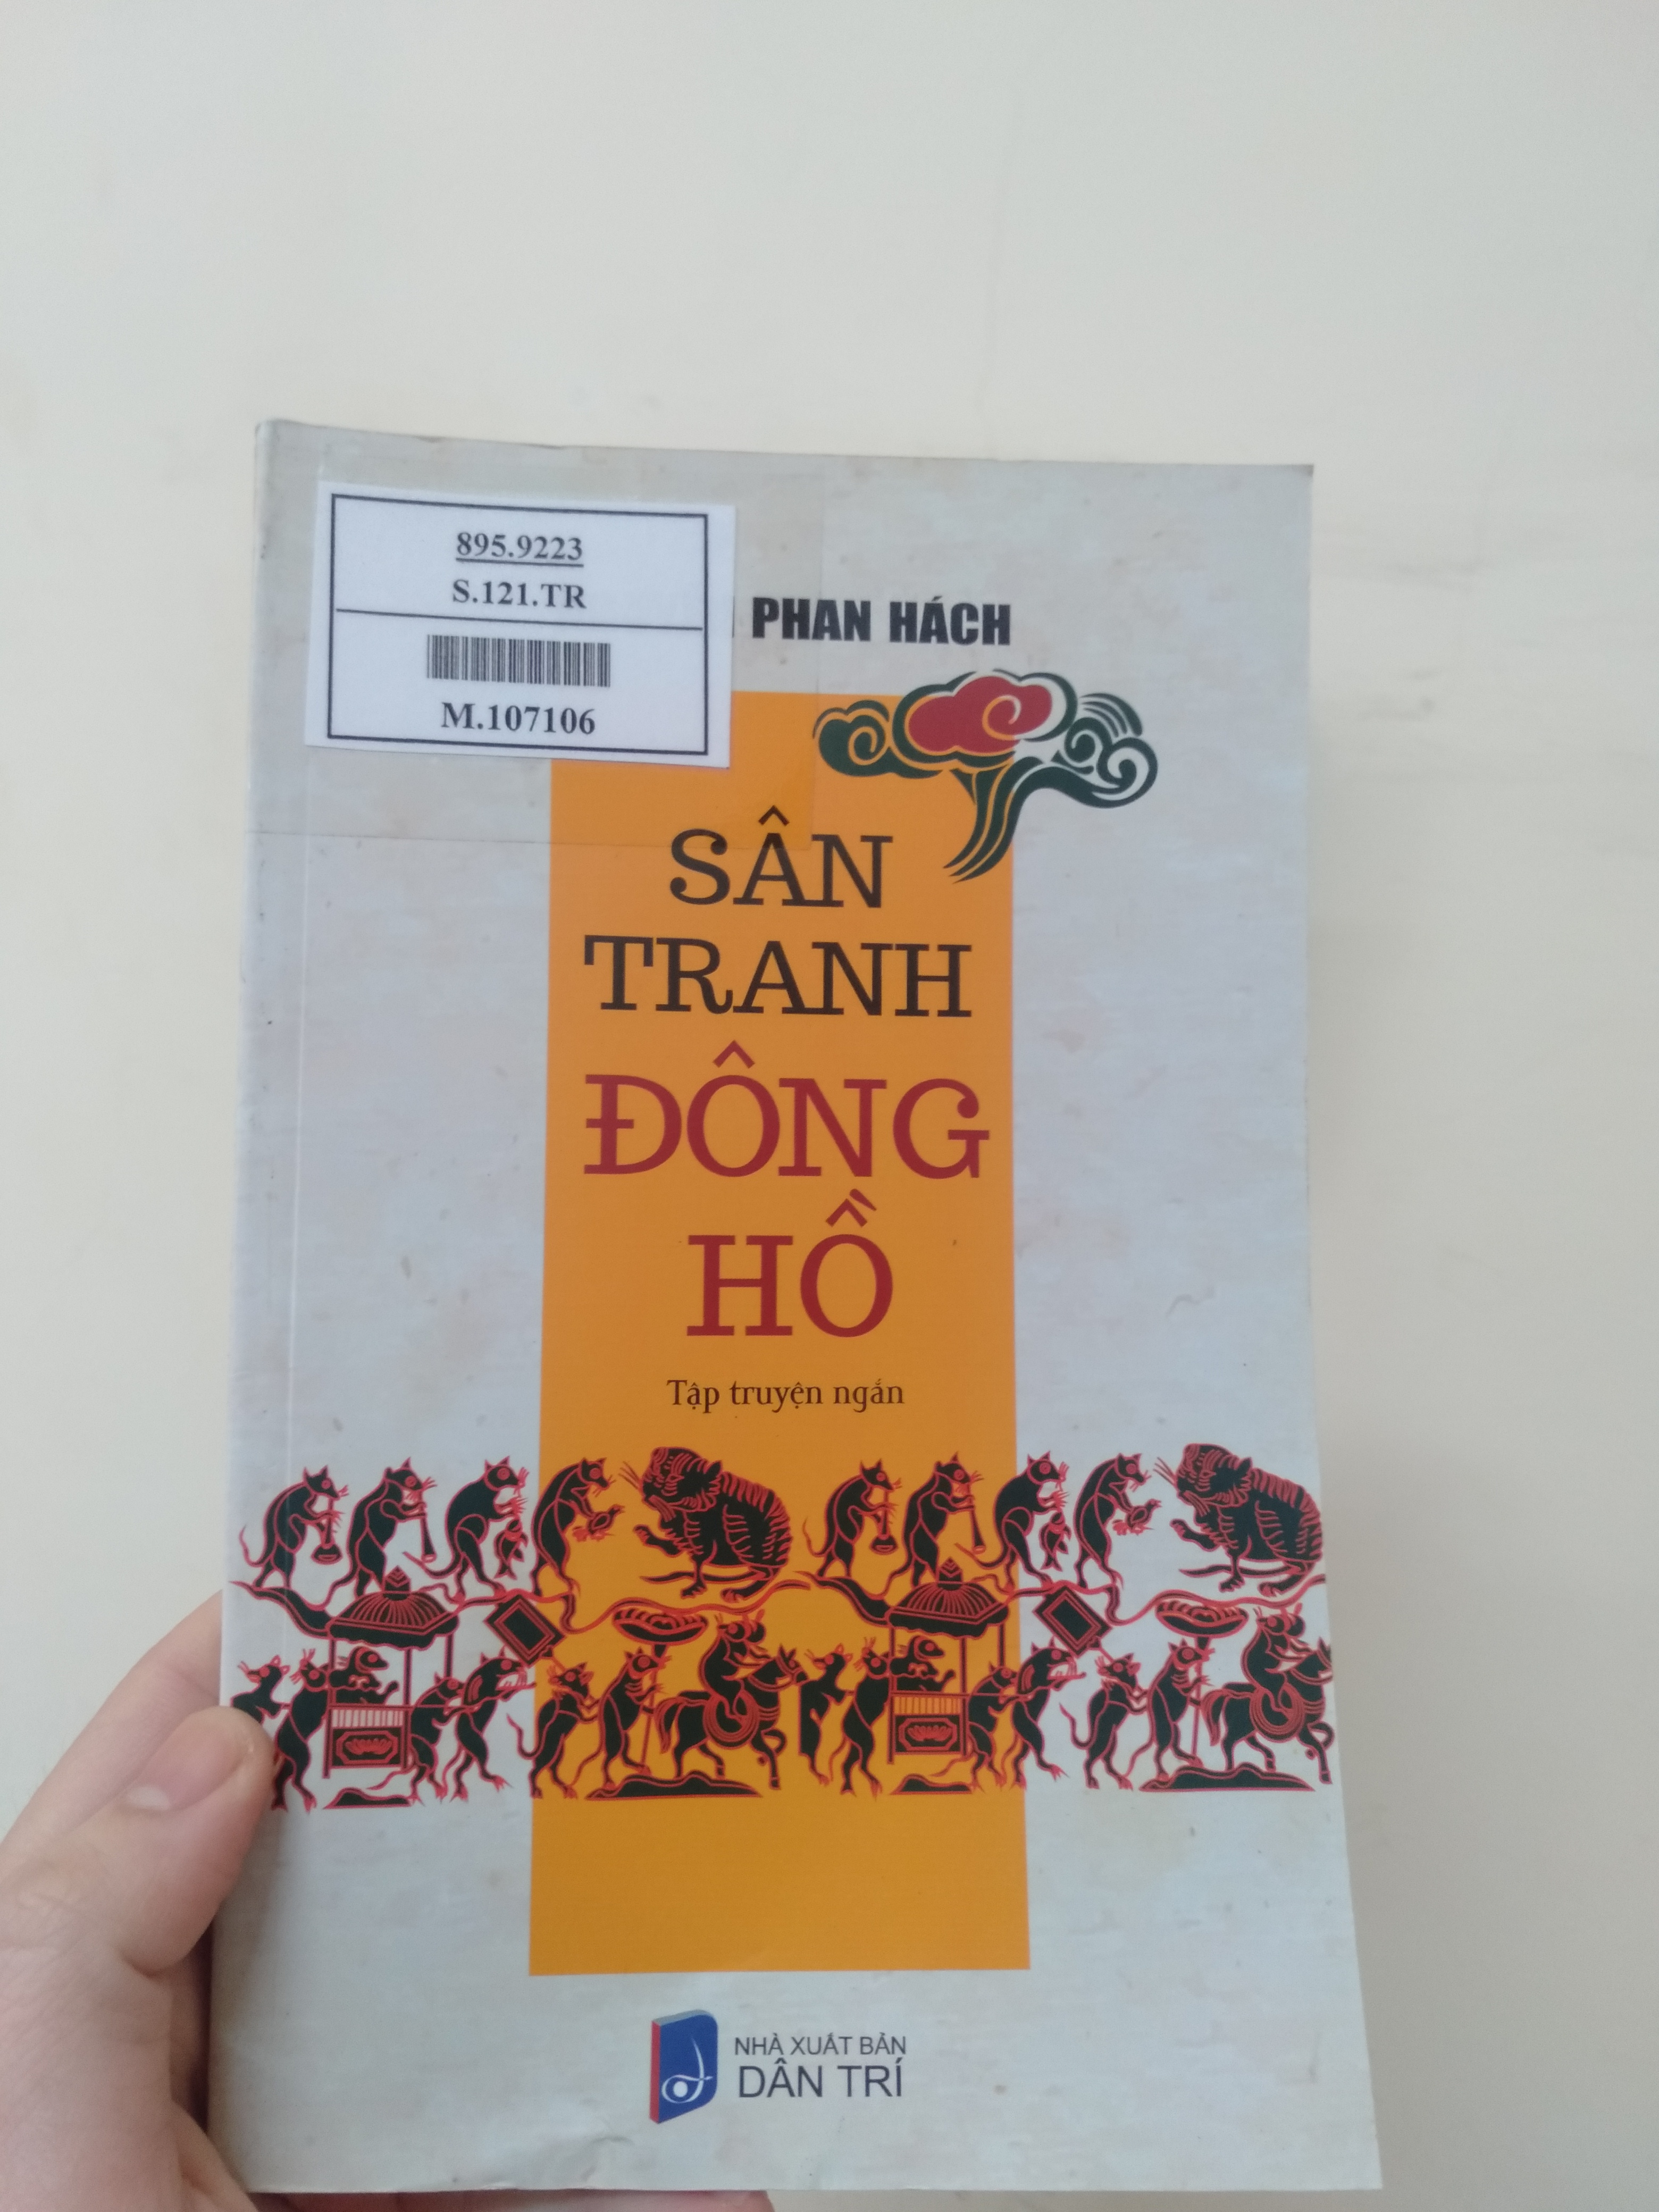 895.9223
S.121.TR
M.107106
PHAN HÁCH
SÂN
TRANH
ĐÔNG
HỒ
Tập truyện ngắn
NHÀ XUẤT BẢN
DÂN TRÍ